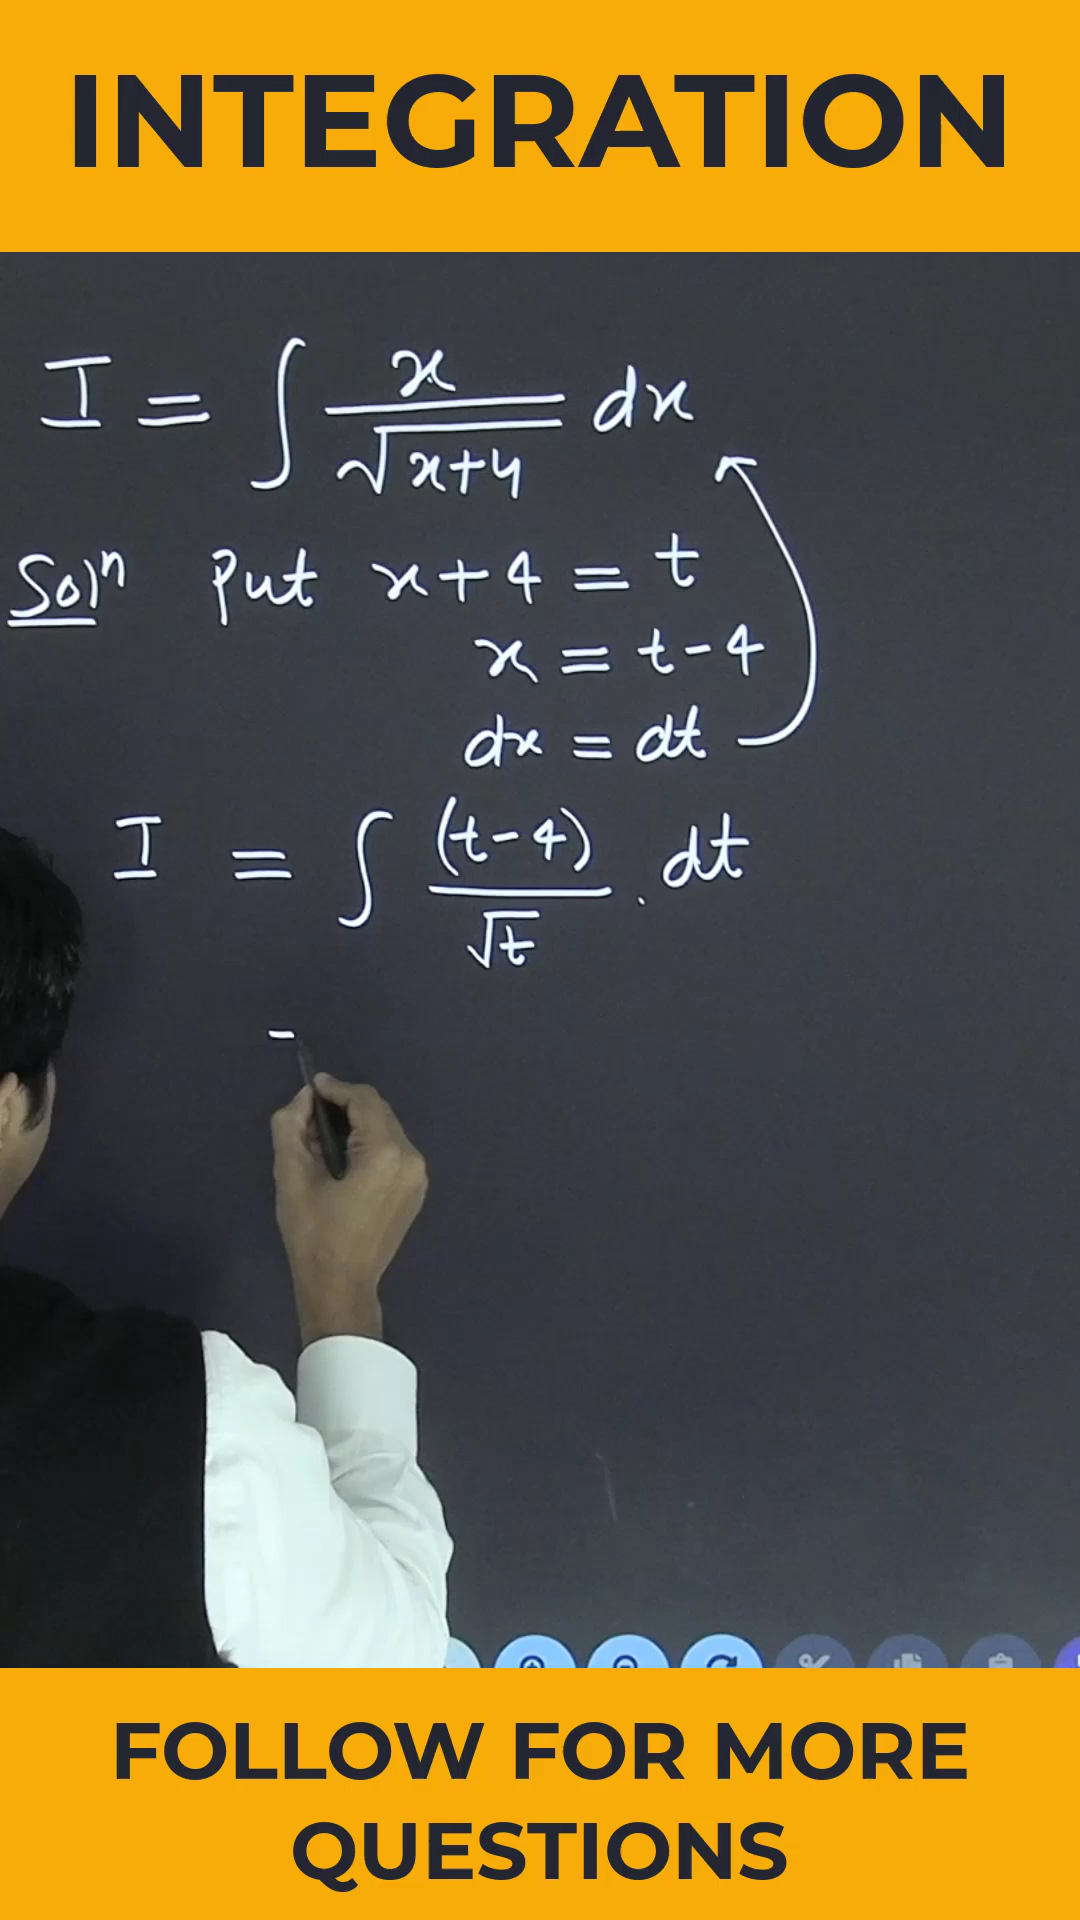 INTEGRATION
I = ∫ x/√(x+4) dx
Solⁿ Put x+4 = t
x = t-4
dx = dt
I = ∫ (t-4)/√t . dt
-
FOLLOW FOR MORE
QUESTIONS